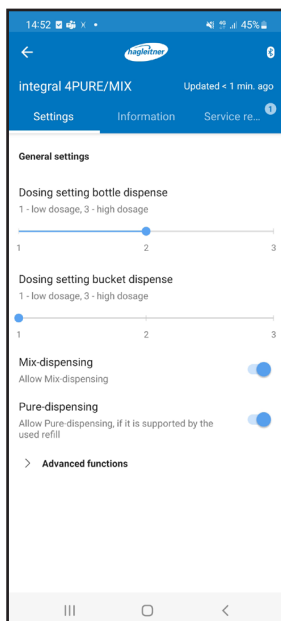 14:52
45%
hagleitner
integral 4PURE/MIX Updated < 1 min. ago
Settings Information Service re... 1
General settings
Dosing setting bottle dispense
1 - low dosage, 3 - high dosage
1 2 3
Dosing setting bucket dispense
1 - low dosage, 3 - high dosage
1 2 3
Mix-dispensing
Allow Mix-dispensing
Pure-dispensing
Allow Pure-dispensing, if it is supported by the
used refill
Advanced functions